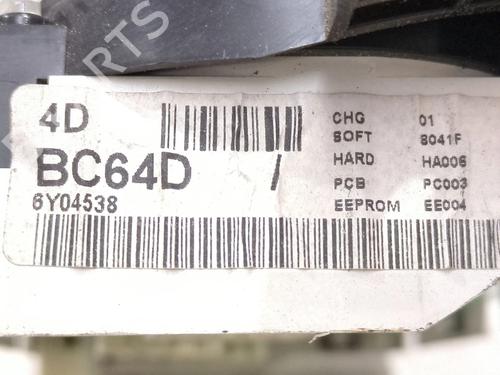 4D
BC64D /
6Y04538
CHG 01
SOFT 8041F
HARD HA006
PCB PC003
EEPROM EE004